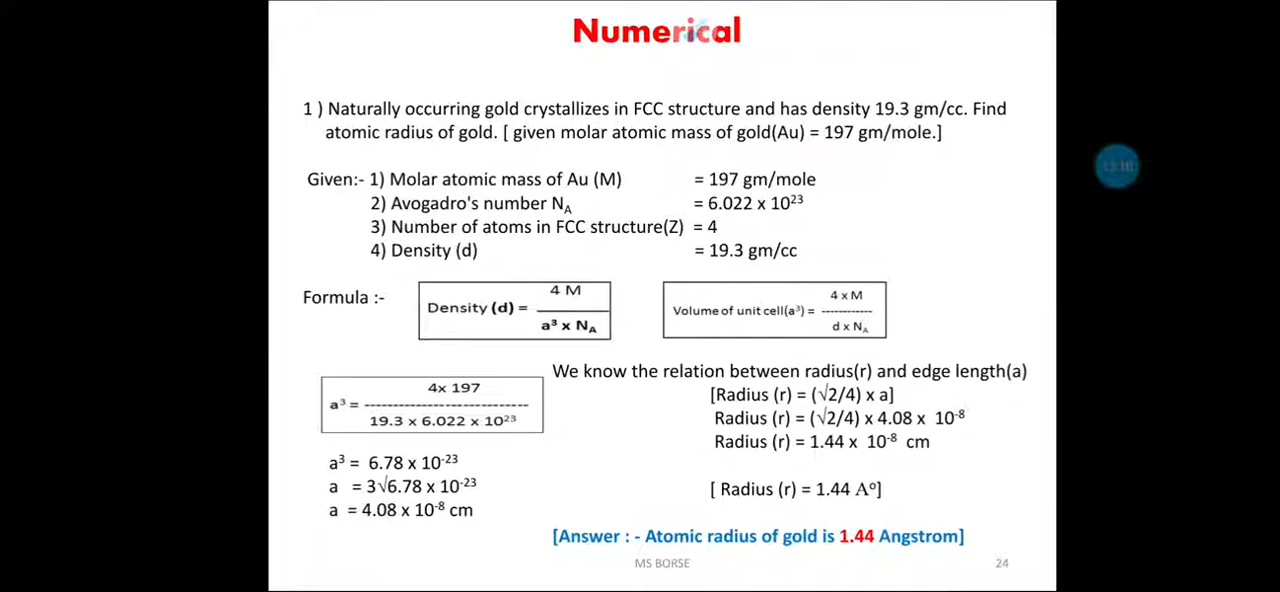 Numerical
1 ) Naturally occurring gold crystallizes in FCC structure and has density 19.3 gm/cc. Find
atomic radius of gold. [ given molar atomic mass of gold(Au) = 197 gm/mole.]
Given:- 1) Molar atomic mass of Au (M) = 197 gm/mole
2) Avogadro's number N_A = 6.022 x 10²³
3) Number of atoms in FCC structure(Z) = 4
4) Density (d) = 19.3 gm/cc
Formula :-
4 M
Density (d) =
a³ x N_A
4 x M
Volume of unit cell(a³) = ------------
d x N_A
4x 197
a³ = ------------------------------
19.3 x 6.022 x 10²³
a³ = 6.78 x 10⁻²³
a = 3√6.78 x 10⁻²³
a = 4.08 x 10⁻⁸ cm
We know the relation between radius(r) and edge length(a)
[Radius (r) = (√2/4) x a]
Radius (r) = (√2/4) x 4.08 x 10⁻⁸
Radius (r) = 1.44 x 10⁻⁸ cm
[ Radius (r) = 1.44 A°]
[Answer : - Atomic radius of gold is 1.44 Angstrom]
MS BORSE
24